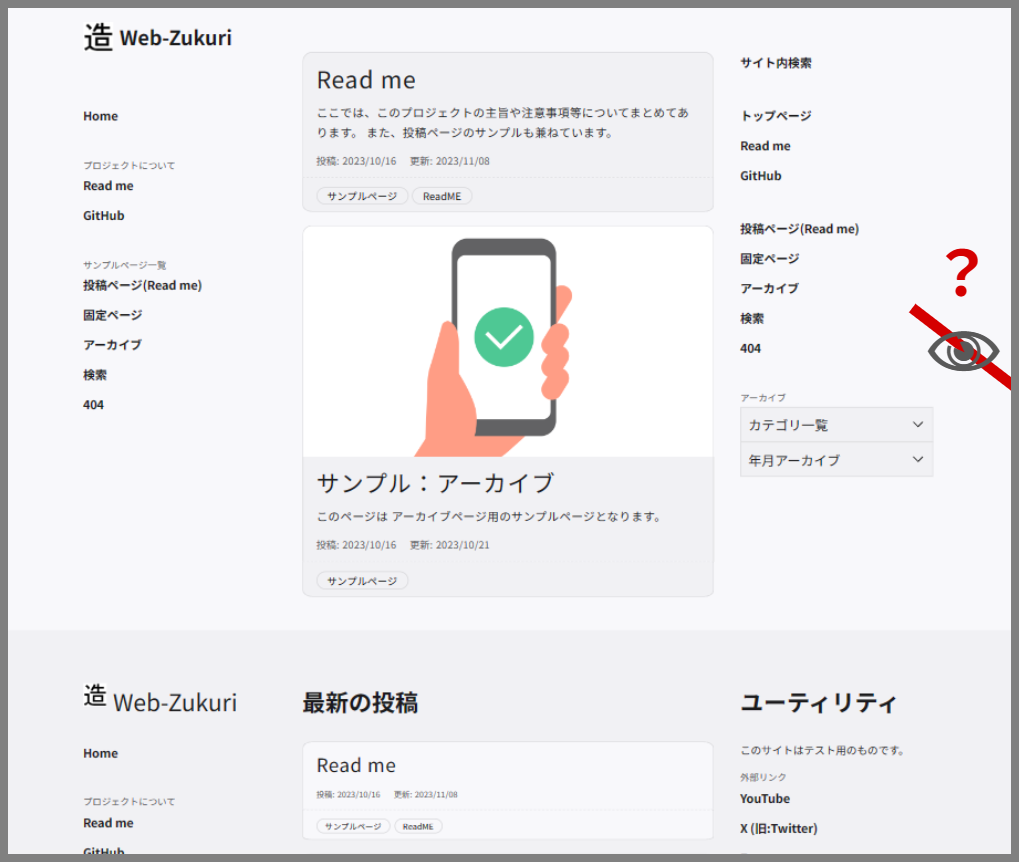 造 Web-Zukuri
Home
プロジェクトについて
Read me
GitHub
サンプルページ一覧
投稿ページ(Read me)
固定ページ
アーカイブ
検索
404
Read me
ここでは、このプロジェクトの主旨や注意事項等についてまとめてあ
ります。 また、投稿ページのサンプルも兼ねています。
投稿: 2023/10/16 更新: 2023/11/08
サンプルページ ReadME
サンプル：アーカイブ
このページは アーカイブページ用のサンプルページとなります。
投稿: 2023/10/16 更新: 2023/10/21
サンプルページ
サイト内検索
トップページ
Read me
GitHub
投稿ページ(Read me)
固定ページ
アーカイブ
検索
404
?
アーカイブ
カテゴリ一覧
年月アーカイブ
造 Web-Zukuri
Home
プロジェクトについて
Read me
GitHub
最新の投稿
Read me
投稿: 2023/10/16 更新: 2023/11/08
サンプルページ ReadME
ユーティリティ
このサイトはテスト用のものです。
外部リンク
YouTube
X (旧:Twitter)